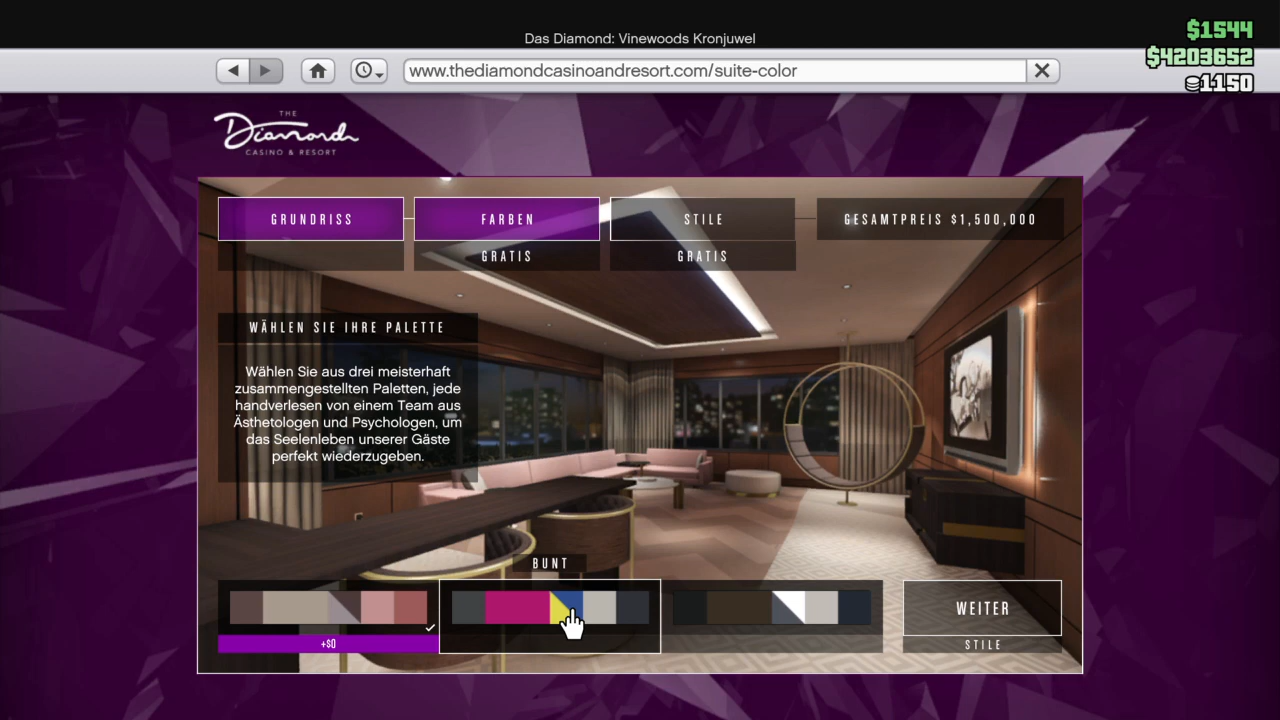 Das Diamond: Vinewoods Kronjuwel
$1544
$4203652
1150
www.thediamondcasinoandresort.com/suite-color
THE
Diamond
CASINO & RESORT
GRUNDRISS
FARBEN
STILE
GESAMTPREIS $1,500,000
GRATIS
GRATIS
WÄHLEN SIE IHRE PALETTE
Wählen Sie aus drei meisterhaft
zusammengestellten Paletten, jede
handverlesen von einem Team aus
Ästhetologen und Psychologen, um
das Seelenleben unserer Gäste
perfekt wiederzugeben.
BUNT
+$0
WEITER
STILE